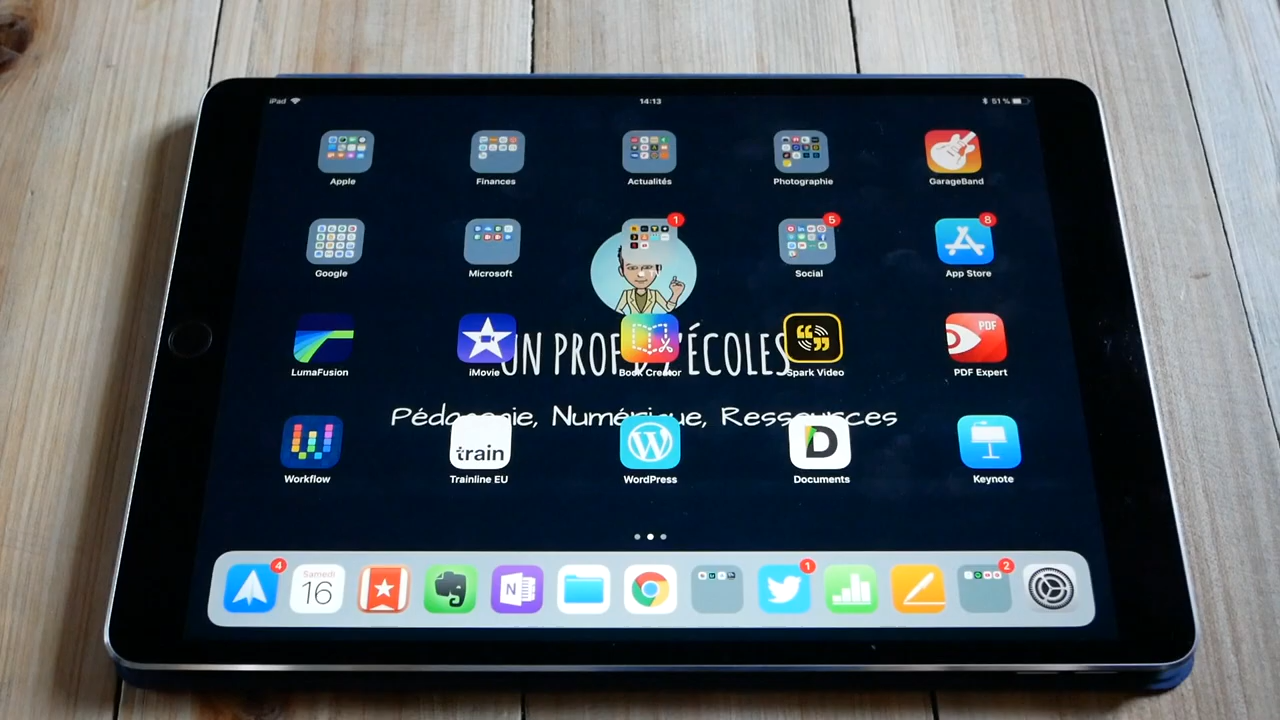 iPad 14:13 51 %
Apple Finances Actualités Photographie GarageBand
1 5 8
Google Microsoft Social App Store
PDF
UN PROF D'ÉCOLES
LumaFusion iMovie Book Creator Spark Video PDF Expert
Pédagogie, Numérique, Ressources
train D
Workflow Trainline EU WordPress Documents Keynote
4 1 2
Samedi
16 N